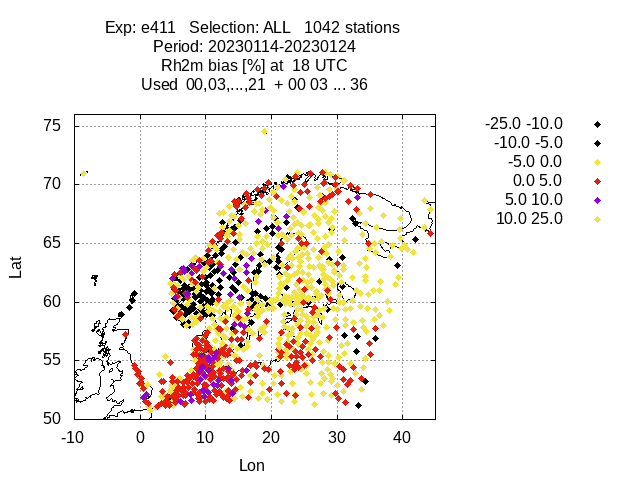 Exp: e411 Selection: ALL 1042 stations
Period: 20230114-20230124
Rh2m bias [%] at 18 UTC
Used 00,03,...,21 + 00 03 ... 36
-25.0 -10.0
-10.0 -5.0
-5.0 0.0
0.0 5.0
5.0 10.0
10.0 25.0
75
70
65
60
55
50
Lat
-10 0 10 20 30 40
Lon